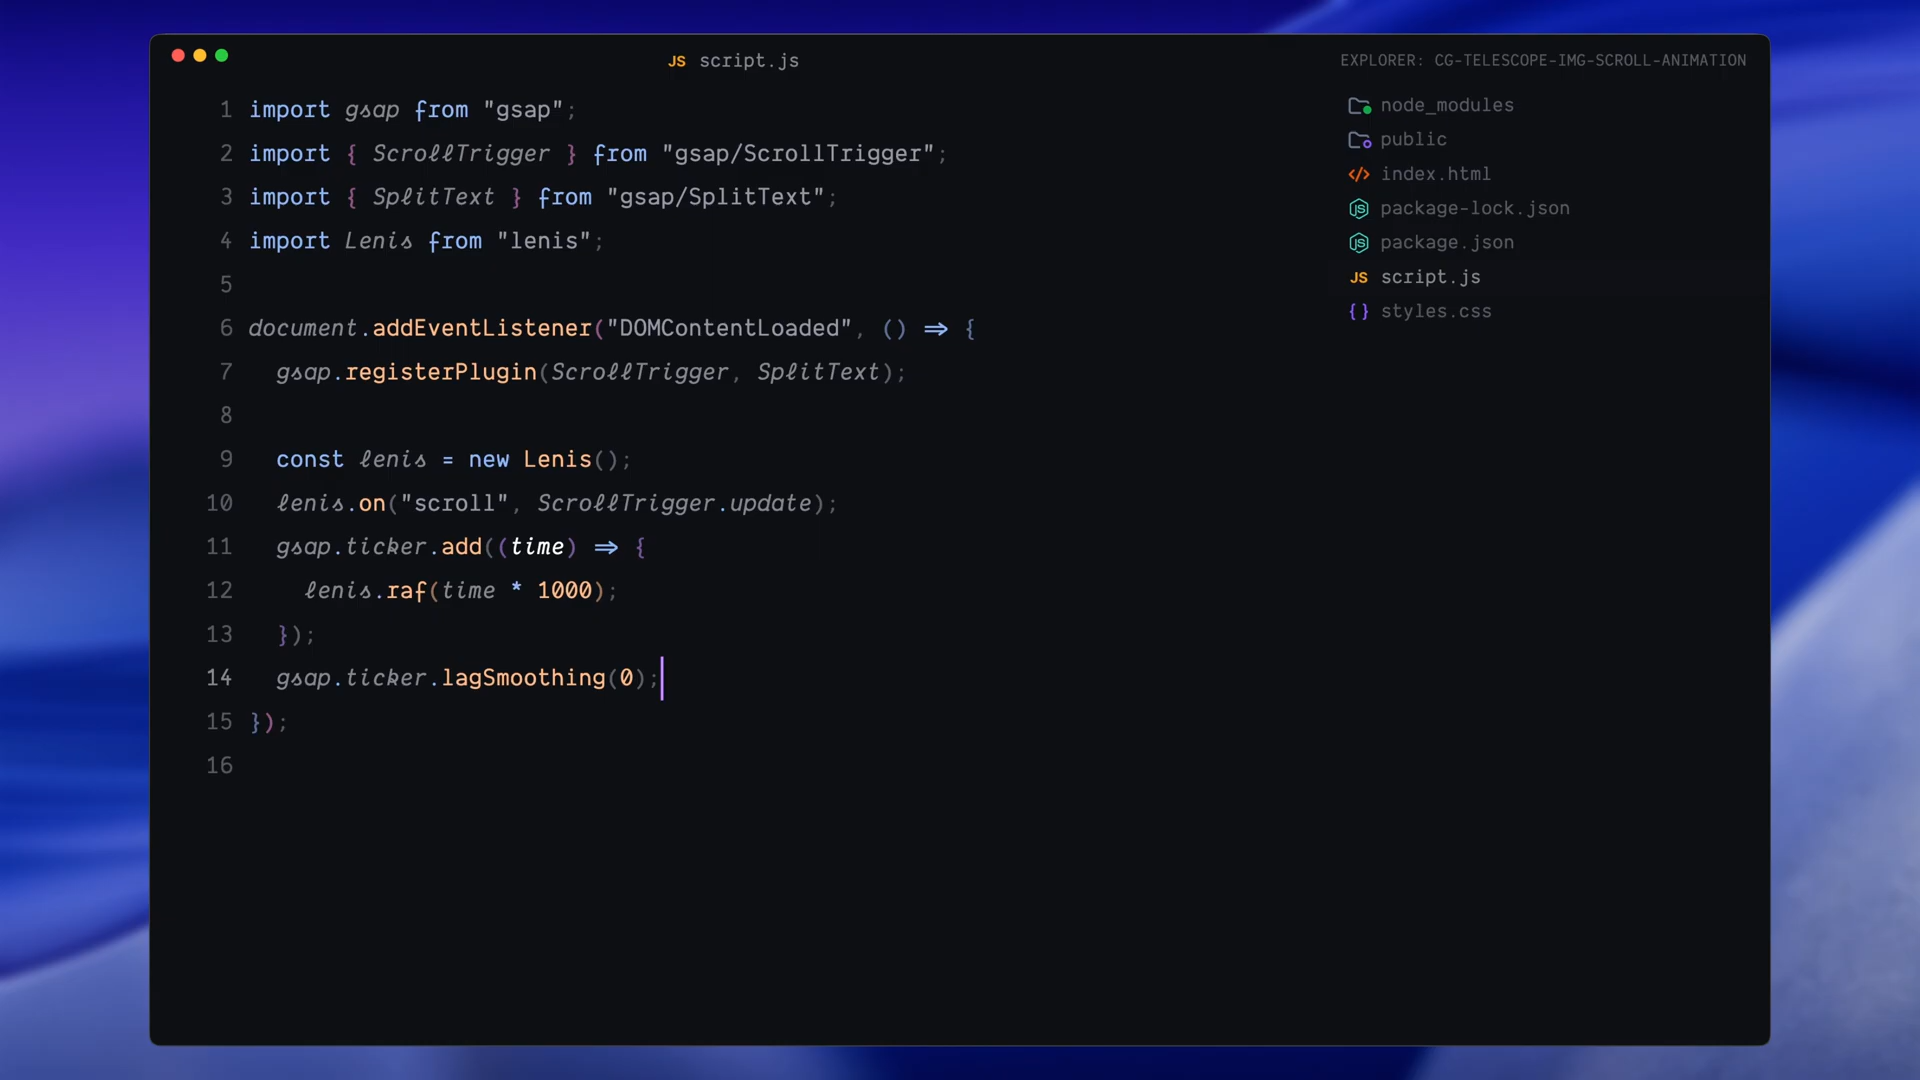 JS script.js
1 import gsap from "gsap";
2 import { ScrollTrigger } from "gsap/ScrollTrigger";
3 import { SplitText } from "gsap/SplitText";
4 import Lenis from "lenis";
5
6 document.addEventListener("DOMContentLoaded", () => {
7 gsap.registerPlugin(ScrollTrigger, SplitText);
8
9 const lenis = new Lenis();
10 lenis.on("scroll", ScrollTrigger.update);
11 gsap.ticker.add((time) => {
12 lenis.raf(time * 1000);
13 });
14 gsap.ticker.lagSmoothing(0);
15 });
16
EXPLORER: CG-TELESCOPE-IMG-SCROLL-ANIMATION
node_modules
public
</> index.html
JS package-lock.json
JS package.json
JS script.js
{ } styles.css